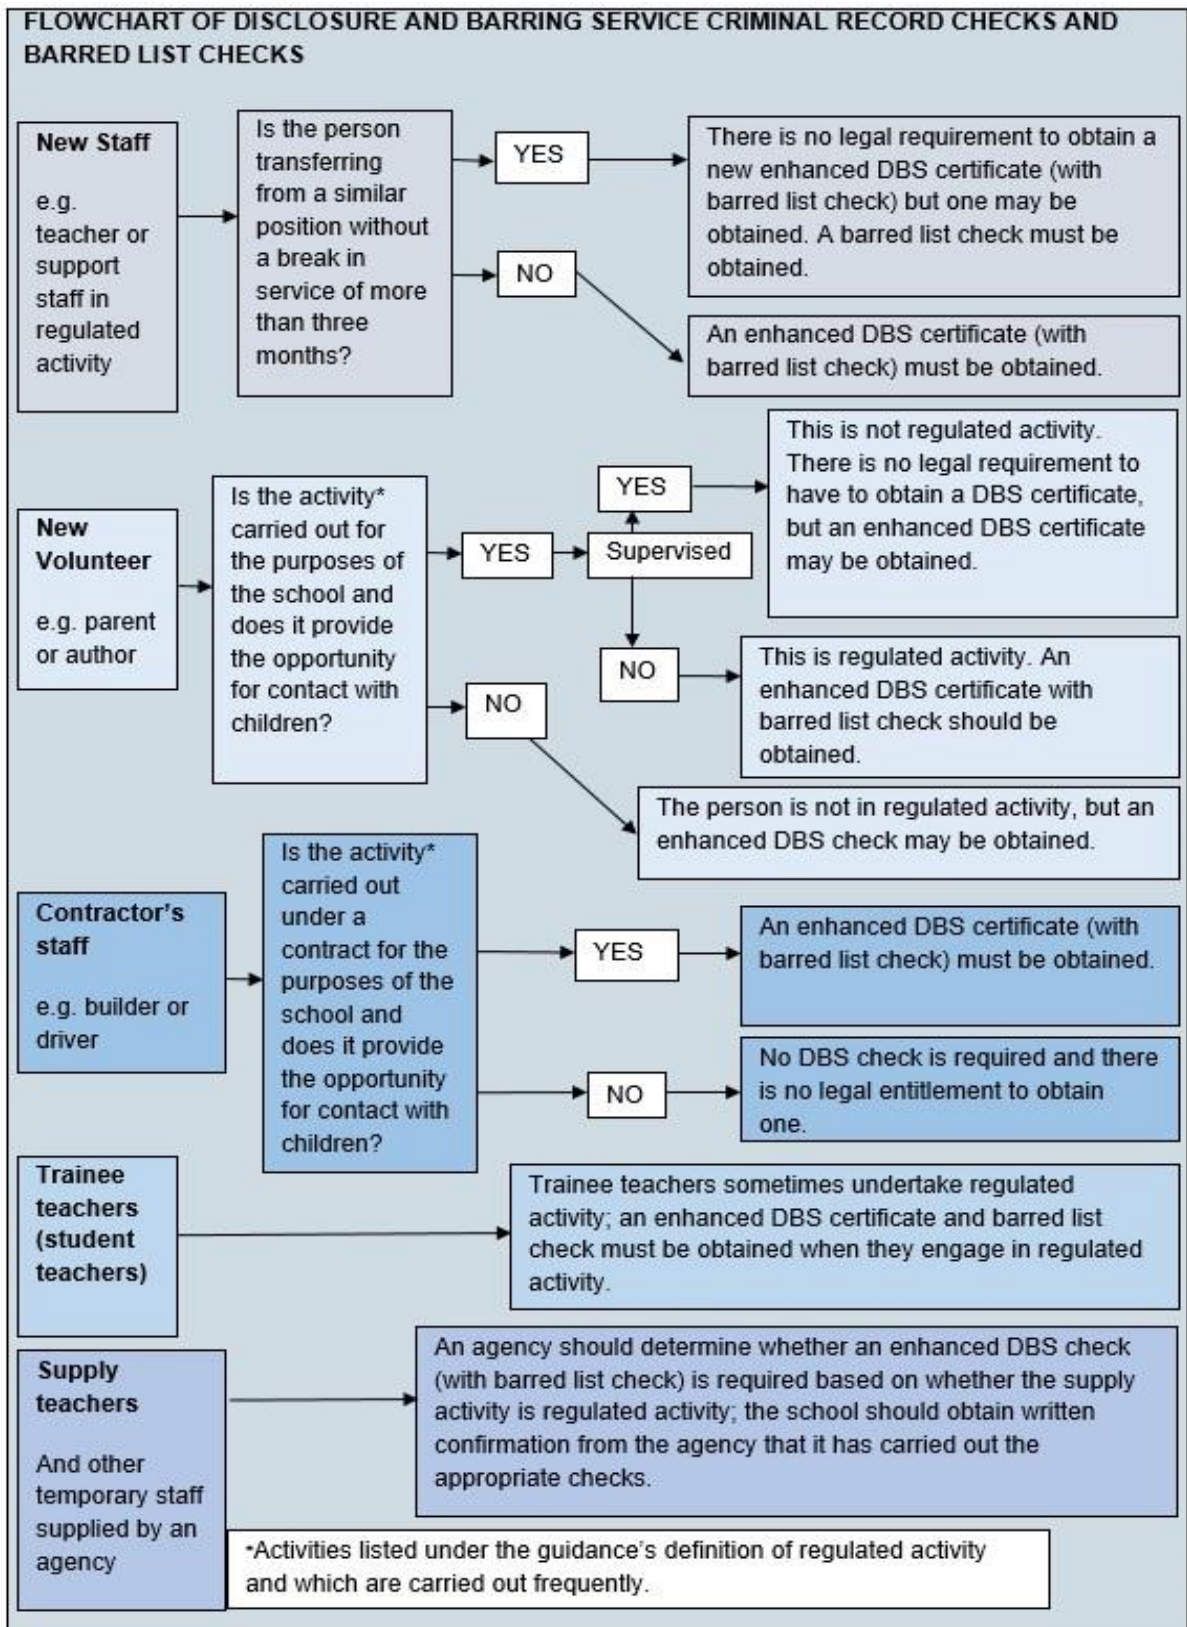 FLOWCHART OF DISCLOSURE AND BARRING SERVICE CRIMINAL RECORD CHECKS AND
BARRED LIST CHECKS
New Staff
e.g.
teacher or
support
staff in
regulated
activity
Is the person
transferring
from a similar
position without
a break in
service of more
than three
months?
YES
There is no legal requirement to obtain a
new enhanced DBS certificate (with
barred list check) but one may be
obtained. A barred list check must be
obtained.
NO
An enhanced DBS certificate (with
barred list check) must be obtained.
New
Volunteer
e.g. parent
or author
Is the activity*
carried out for
the purposes of
the school and
does it provide
the opportunity
for contact with
children?
YES
Supervised
YES
This is not regulated activity.
There is no legal requirement to
have to obtain a DBS certificate,
but an enhanced DBS certificate
may be obtained.
NO
This is regulated activity. An
enhanced DBS certificate with
barred list check should be
obtained.
NO
The person is not in regulated activity, but an
enhanced DBS check may be obtained.
Contractor's
staff
e.g. builder or
driver
Is the activity*
carried out
under a
contract for the
purposes of the
school and
does it provide
the opportunity
for contact with
children?
YES
An enhanced DBS certificate (with
barred list check) must be obtained.
NO
No DBS check is required and there
is no legal entitlement to obtain
one.
Trainee
teachers
(student
teachers)
Trainee teachers sometimes undertake regulated
activity; an enhanced DBS certificate and barred list
check must be obtained when they engage in regulated
activity.
Supply
teachers
And other
temporary staff
supplied by an
agency
An agency should determine whether an enhanced DBS check
(with barred list check) is required based on whether the supply
activity is regulated activity; the school should obtain written
confirmation from the agency that it has carried out the
appropriate checks.
*Activities listed under the guidance's definition of regulated activity
and which are carried out frequently.